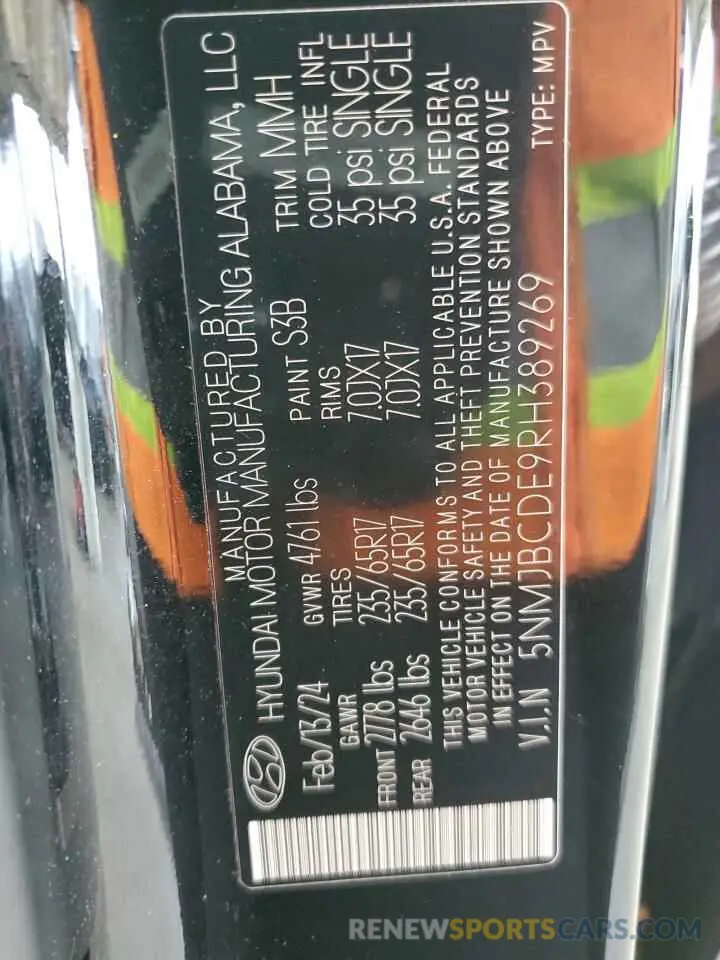 MANUFACTURED BY
HYUNDAI MOTOR MANUFACTURING ALABAMA, LLC
Feb/13/24 GVWR 4761 lbs PAINT S3B TRIM MMH
GAWR TIRES RIMS COLD TIRE INFL
FRONT 2778 lbs 235/65R17 7.0JX17 35 psi SINGLE
REAR 2646 lbs 235/65R17 7.0JX17 35 psi SINGLE
THIS VEHICLE CONFORMS TO ALL APPLICABLE U.S.A. FEDERAL
MOTOR VEHICLE SAFETY AND THEFT PREVENTION STANDARDS
IN EFFECT ON THE DATE OF MANUFACTURE SHOWN ABOVE
V.I.N 5NMJBCDE9RH389269 TYPE: MPV
RENEWSPORTSCARS.COM